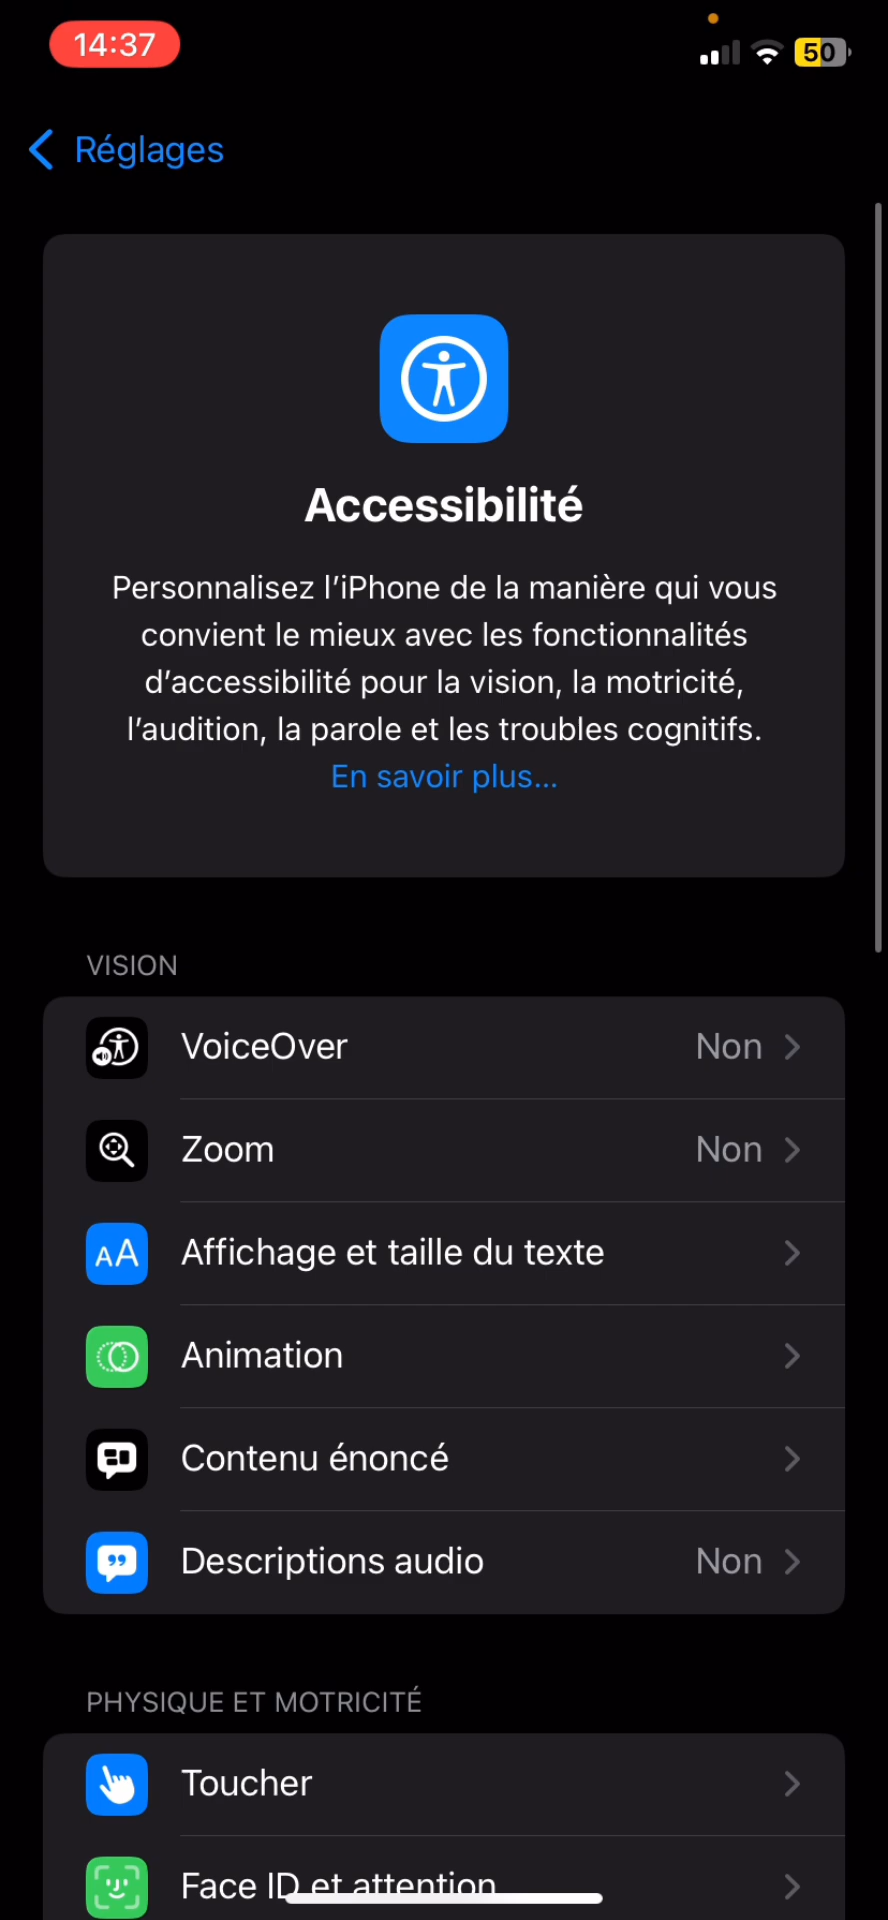 14:37
50
Réglages
Accessibilité
Personnalisez l’iPhone de la manière qui vous
convient le mieux avec les fonctionnalités
d’accessibilité pour la vision, la motricité,
l’audition, la parole et les troubles cognitifs.
En savoir plus...
VISION
VoiceOver Non
Zoom Non
AA Affichage et taille du texte
Animation
Contenu énoncé
Descriptions audio Non
PHYSIQUE ET MOTRICITÉ
Toucher
Face ID et attention